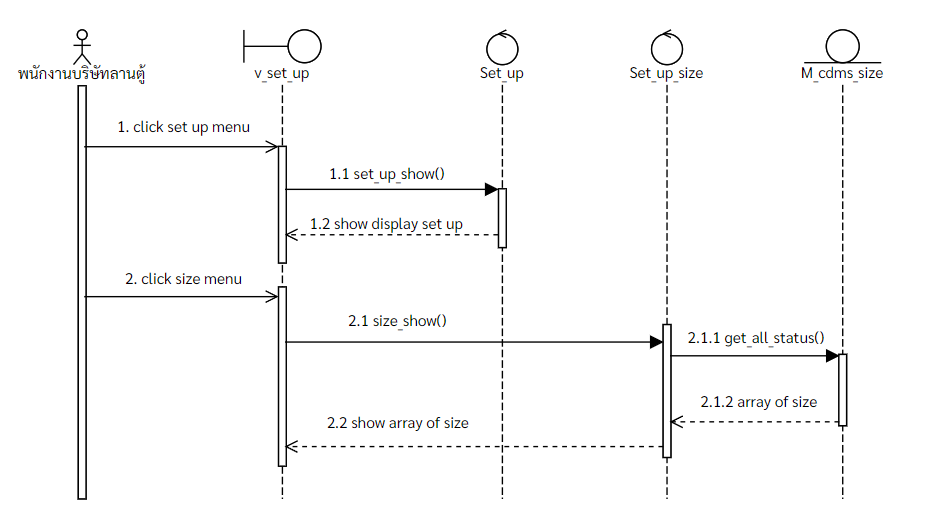 พนักงานบริษัทลานตู้
v_set_up
Set_up
Set_up_size
M_cdms_size
1. click set up menu
1.1 set_up_show()
1.2 show display set up
2. click size menu
2.1 size_show()
2.1.1 get_all_status()
2.1.2 array of size
2.2 show array of size